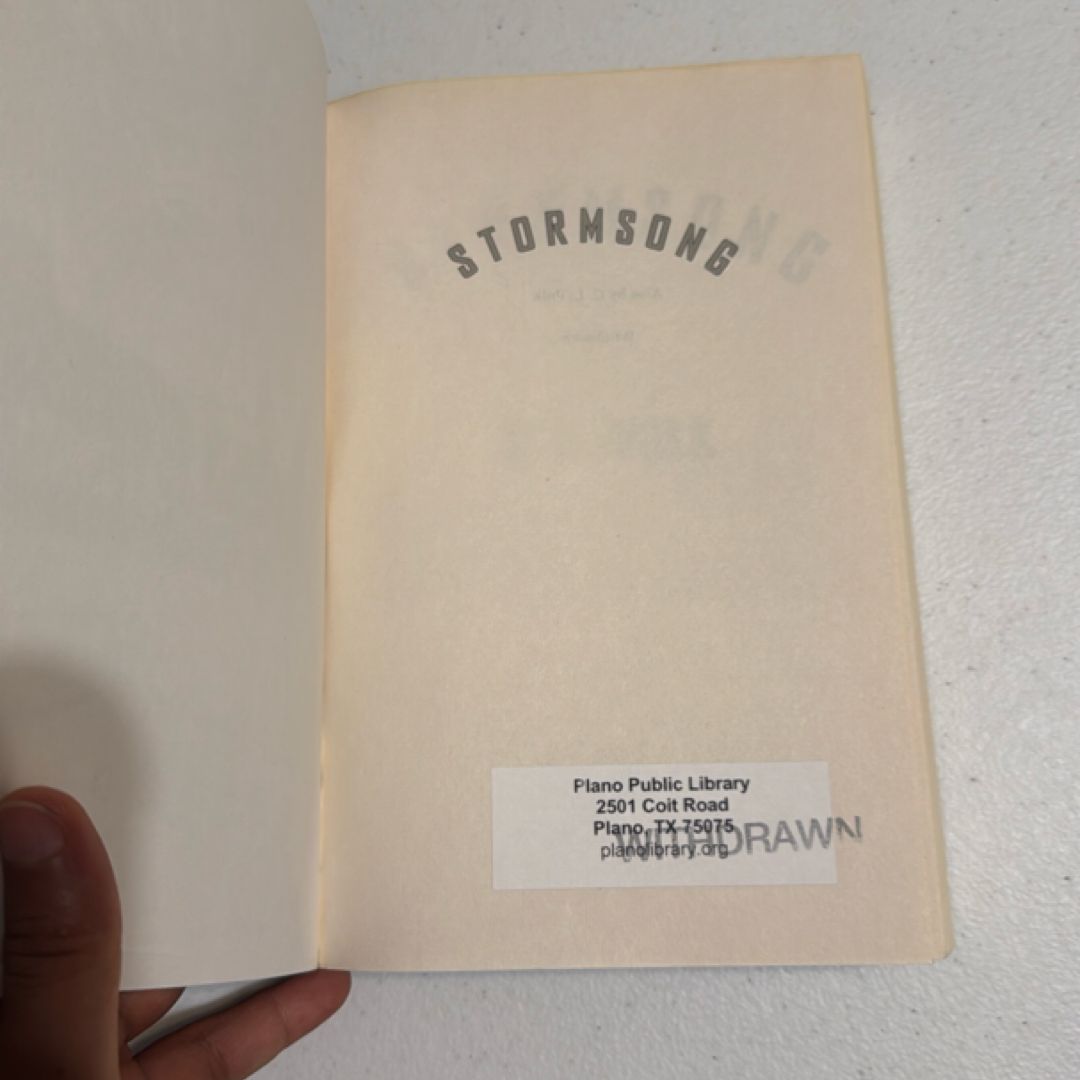 STORMSONG
Plano Public Library
2501 Coit Road
Plano, TX 75075
planolibrary.org
WITHDRAWN